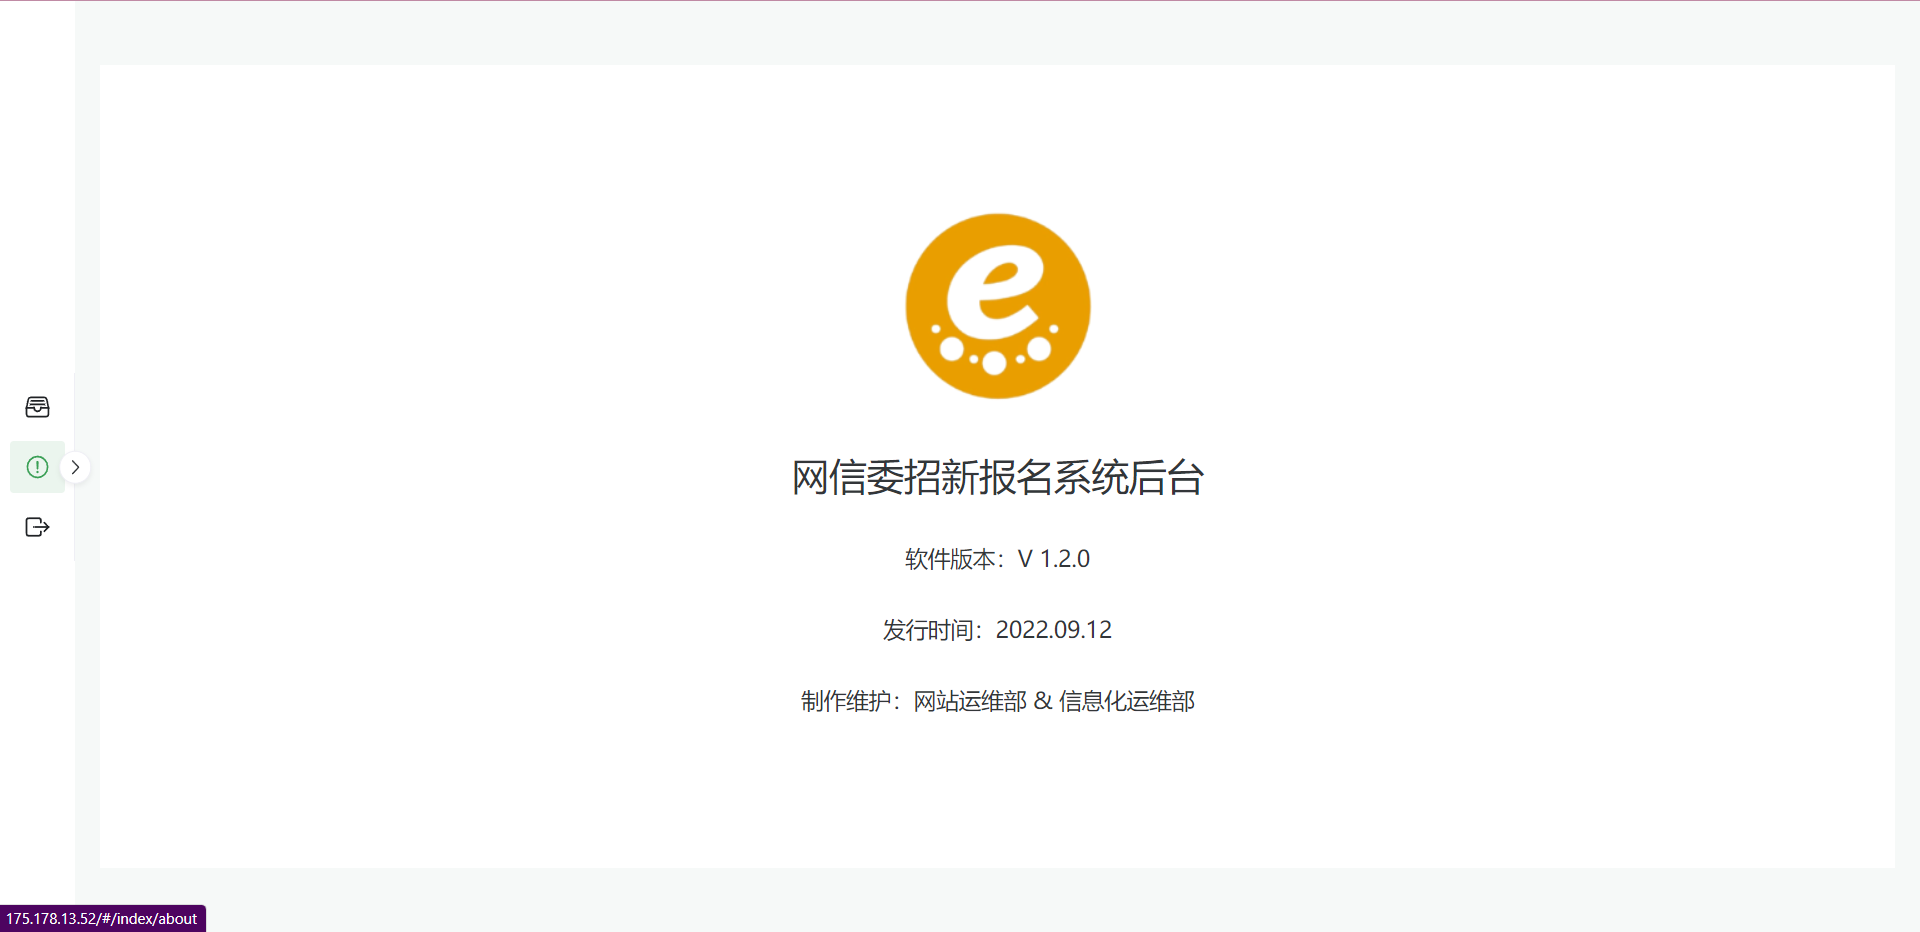 e
网信委招新报名系统后台
软件版本：V 1.2.0
发行时间：2022.09.12
制作维护：网站运维部 & 信息化运维部
175.178.13.52/#/index/about